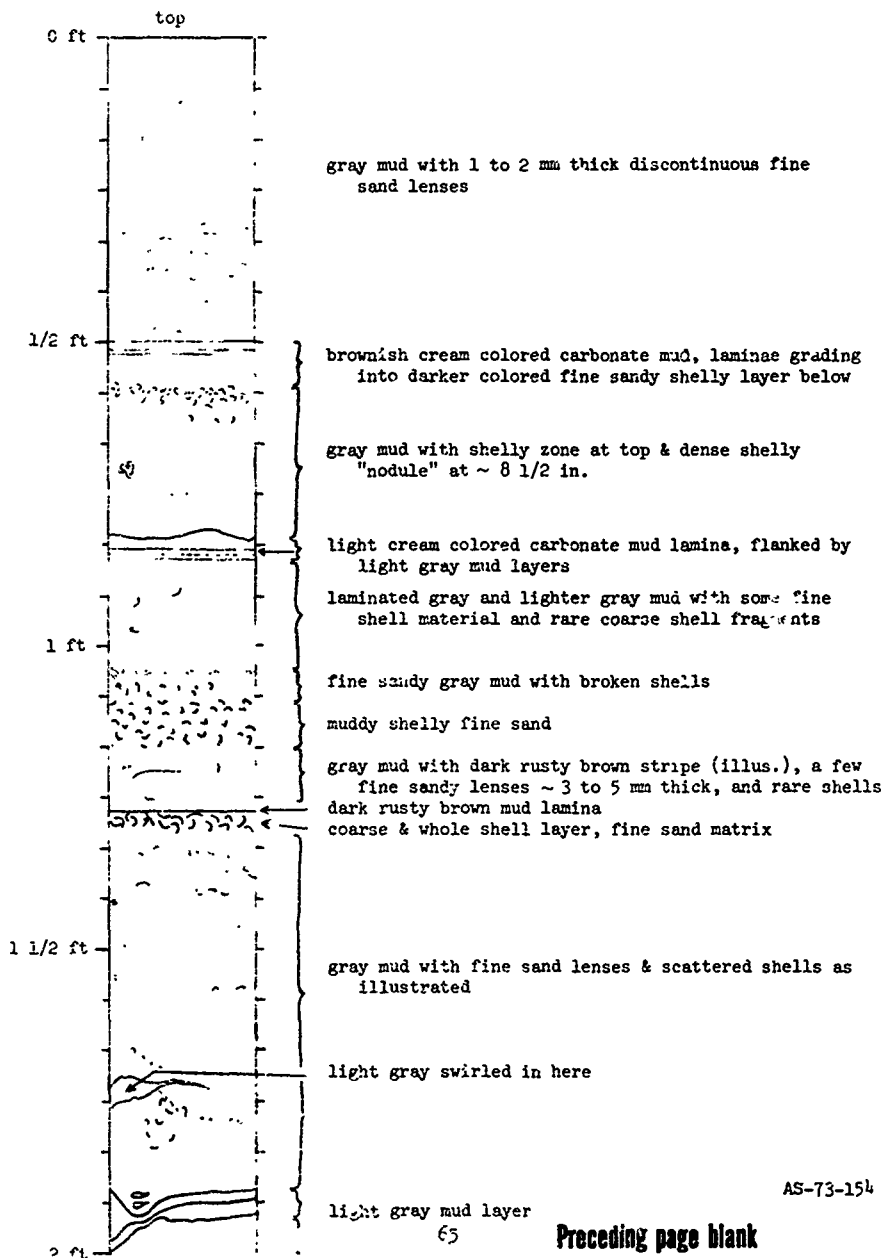 top
0 ft
gray mud with 1 to 2 mm thick discontinuous fine
sand lenses
1/2 ft
brownish cream colored carbonate mud, laminae grading
into darker colored fine sandy shelly layer below
gray mud with shelly zone at top & dense shelly
"nodule" at ~ 8 1/2 in.
light cream colored carbonate mud lamina, flanked by
light gray mud layers
laminated gray and lighter gray mud with some fine
shell material and rare coarse shell fragments
1 ft
fine sandy gray mud with broken shells
muddy shelly fine sand
gray mud with dark rusty brown stripe (illus.), a few
fine sandy lenses ~ 3 to 5 mm thick, and rare shells
dark rusty brown mud lamina
coarse & whole shell layer, fine sand matrix
1 1/2 ft
gray mud with fine sand lenses & scattered shells as
illustrated
light gray swirled in here
AS-73-154
light gray mud layer
65
Preceding page blank
2 ft